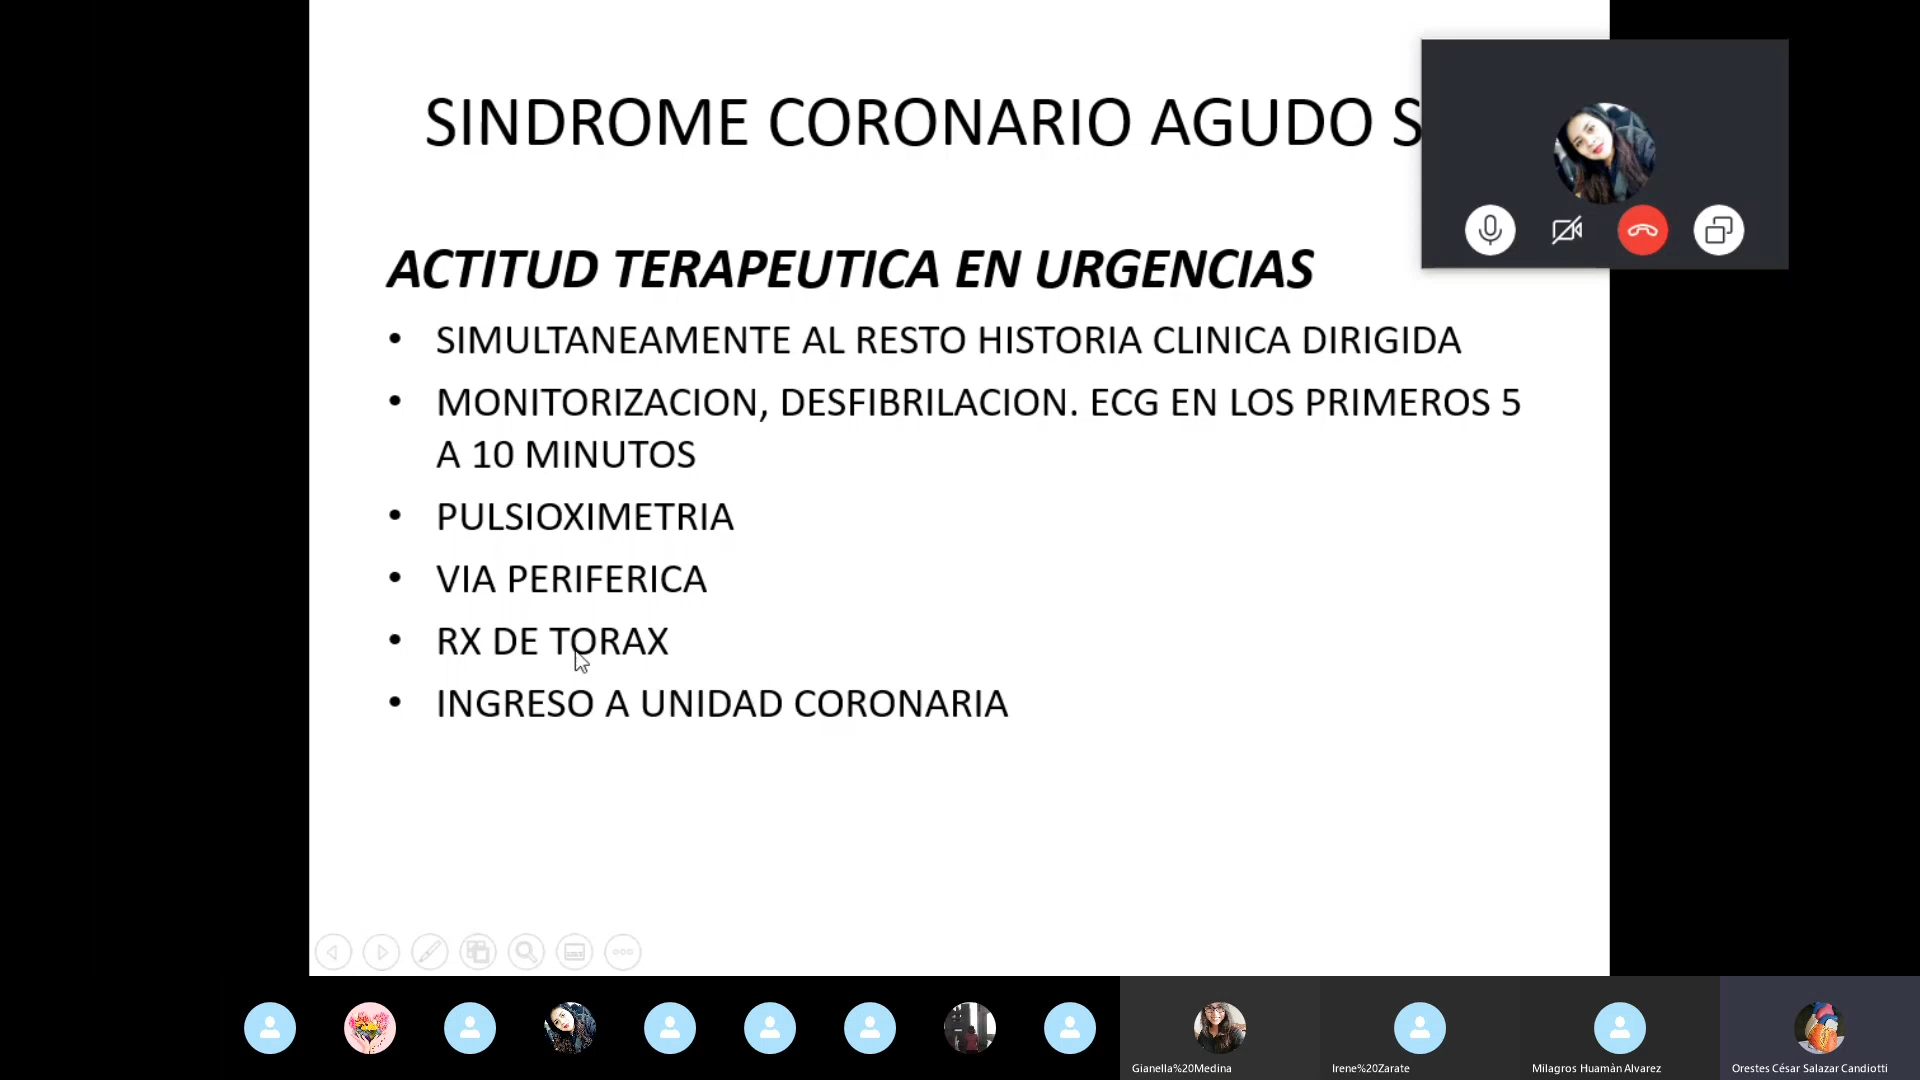 SINDROME CORONARIO AGUDO S
ACTITUD TERAPEUTICA EN URGENCIAS
• SIMULTANEAMENTE AL RESTO HISTORIA CLINICA DIRIGIDA
• MONITORIZACION, DESFIBRILACION. ECG EN LOS PRIMEROS 5
A 10 MINUTOS
• PULSIOXIMETRIA
• VIA PERIFERICA
• RX DE TORAX
• INGRESO A UNIDAD CORONARIA
Gianella%20Medina
Irene%20Zarate
Milagros Huamàn Alvarez
Orestes César Salazar Candiotti